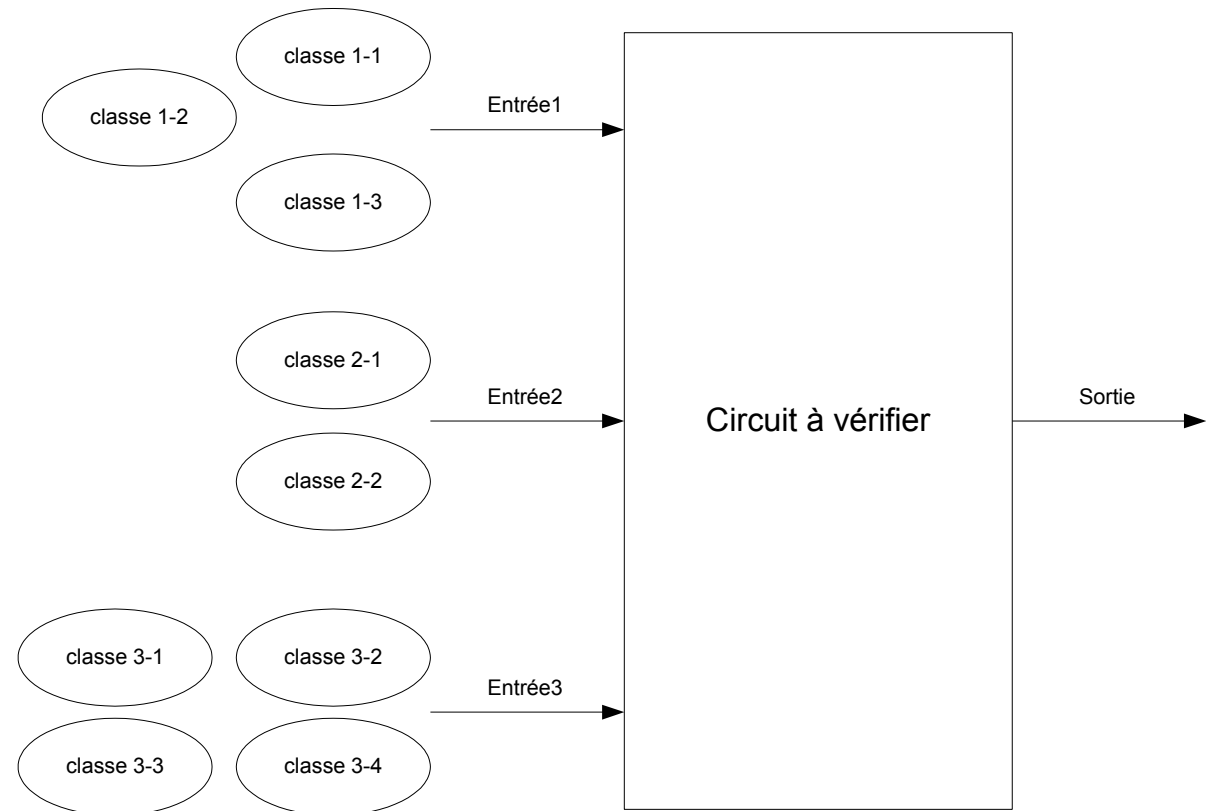 classe 1-1
classe 1-2
Entrée1
classe 1-3
classe 2-1
Entrée2
classe 2-2
Circuit à vérifier
Sortie
classe 3-1
classe 3-2
Entrée3
classe 3-3
classe 3-4